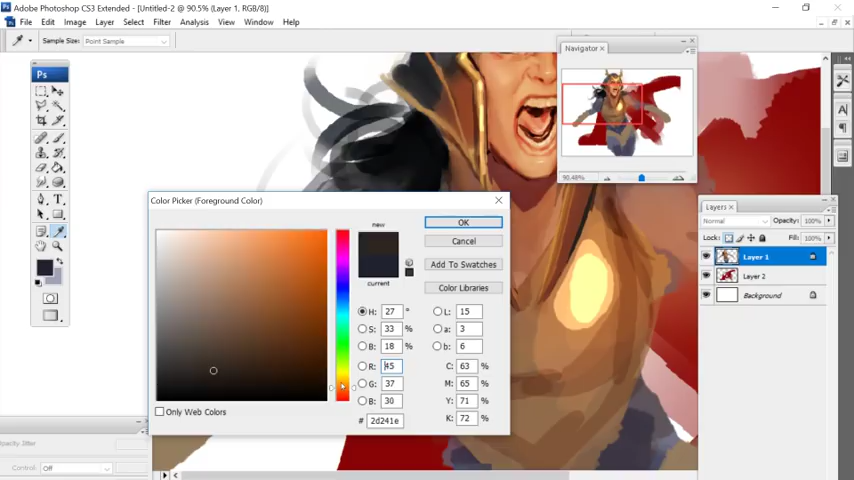 Adobe Photoshop CS3 Extended - [Untitled-2 @ 90.5% (Layer 1, RGB/8)]
File Edit Image Layer Select Filter Analysis View Window Help
Sample Size: Point Sample
Navigator
Ps
90.48%
Color Picker (Foreground Color)
new
current
OK
Cancel
Add To Swatches
Color Libraries
H: 27 °
S: 33 %
B: 18 %
R: 45
G: 37
B: 30
# 2d241e
L: 15
a: 3
b: 6
C: 63 %
M: 65 %
Y: 71 %
K: 72 %
Only Web Colors
Layers
Normal Opacity: 100%
Lock: Fill: 100%
Layer 1
Layer 2
Background
Opacity Jitter
Control: Off